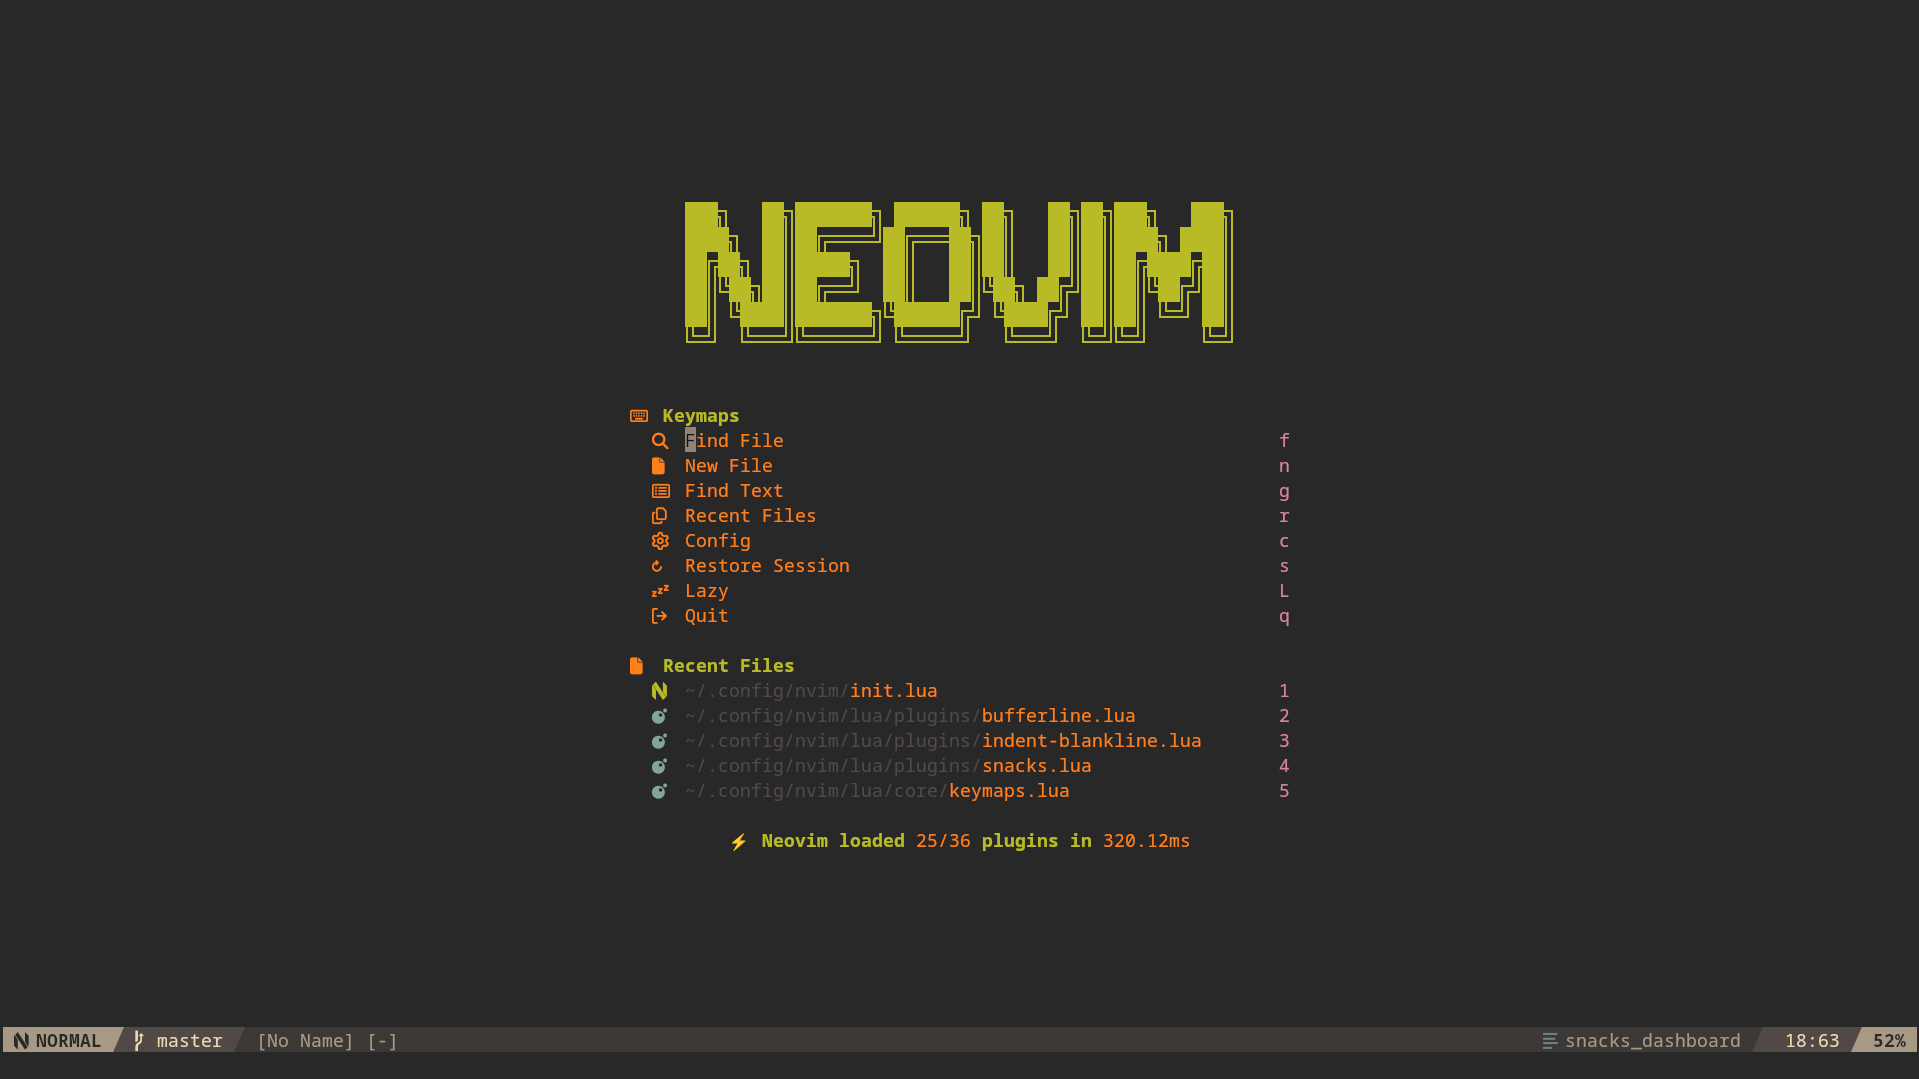 NEOVIM
Keymaps
Find File f
New File n
Find Text g
Recent Files r
Config c
Restore Session s
Lazy L
Quit q
Recent Files
~/.config/nvim/init.lua 1
~/.config/nvim/lua/plugins/bufferline.lua 2
~/.config/nvim/lua/plugins/indent-blankline.lua 3
~/.config/nvim/lua/plugins/snacks.lua 4
~/.config/nvim/lua/core/keymaps.lua 5
⚡ Neovim loaded 25/36 plugins in 320.12ms
NORMAL master [No Name] [-] snacks_dashboard 18:63 52%